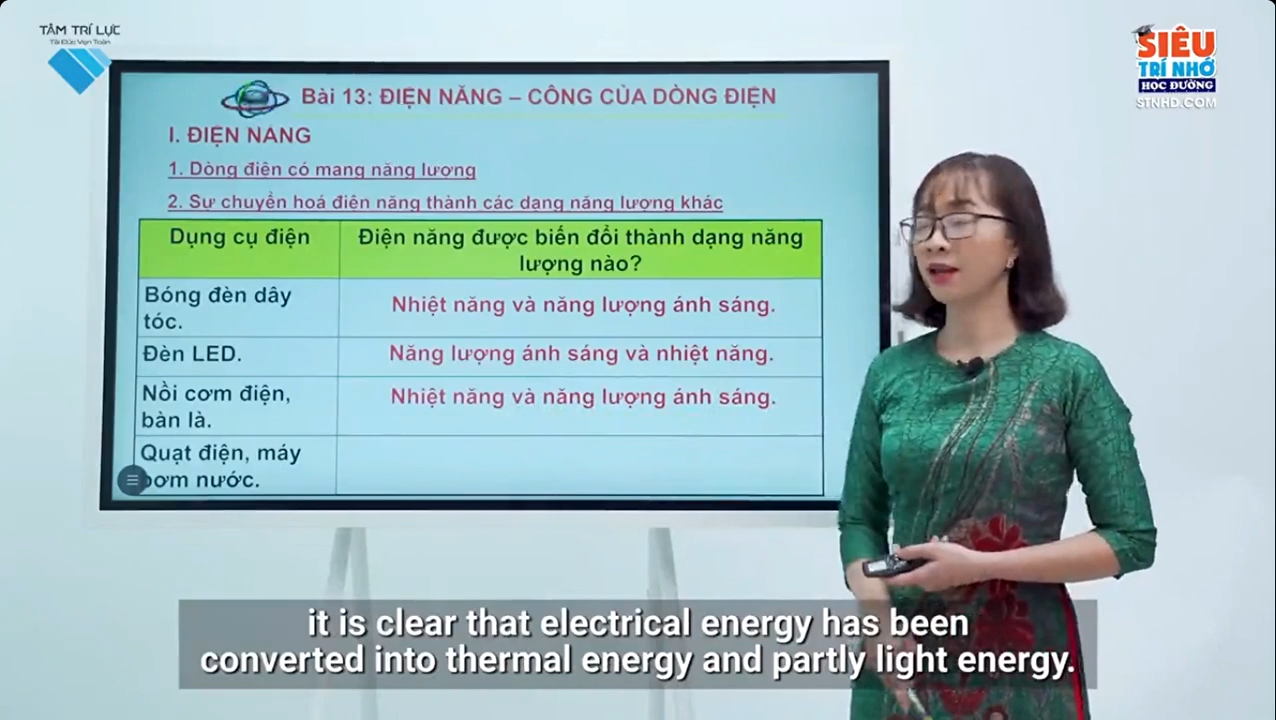 TÂM TRÍ LỰC
Tài Đức Vẹn Toàn
SIÊU
TRÍ NHỚ
HỌC ĐƯỜNG
STNHD.COM
Bài 13: ĐIỆN NĂNG – CÔNG CỦA DÒNG ĐIỆN
I. ĐIỆN NĂNG
1. Dòng điện có mang năng lượng
2. Sự chuyển hoá điện năng thành các dạng năng lượng khác
Dụng cụ điện
Điện năng được biến đổi thành dạng năng
lượng nào?
Bóng đèn dây
tóc.
Nhiệt năng và năng lượng ánh sáng.
Đèn LED.
Năng lượng ánh sáng và nhiệt năng.
Nồi cơm điện,
bàn là.
Nhiệt năng và năng lượng ánh sáng.
Quạt điện, máy
bơm nước.
it is clear that electrical energy has been
converted into thermal energy and partly light energy.